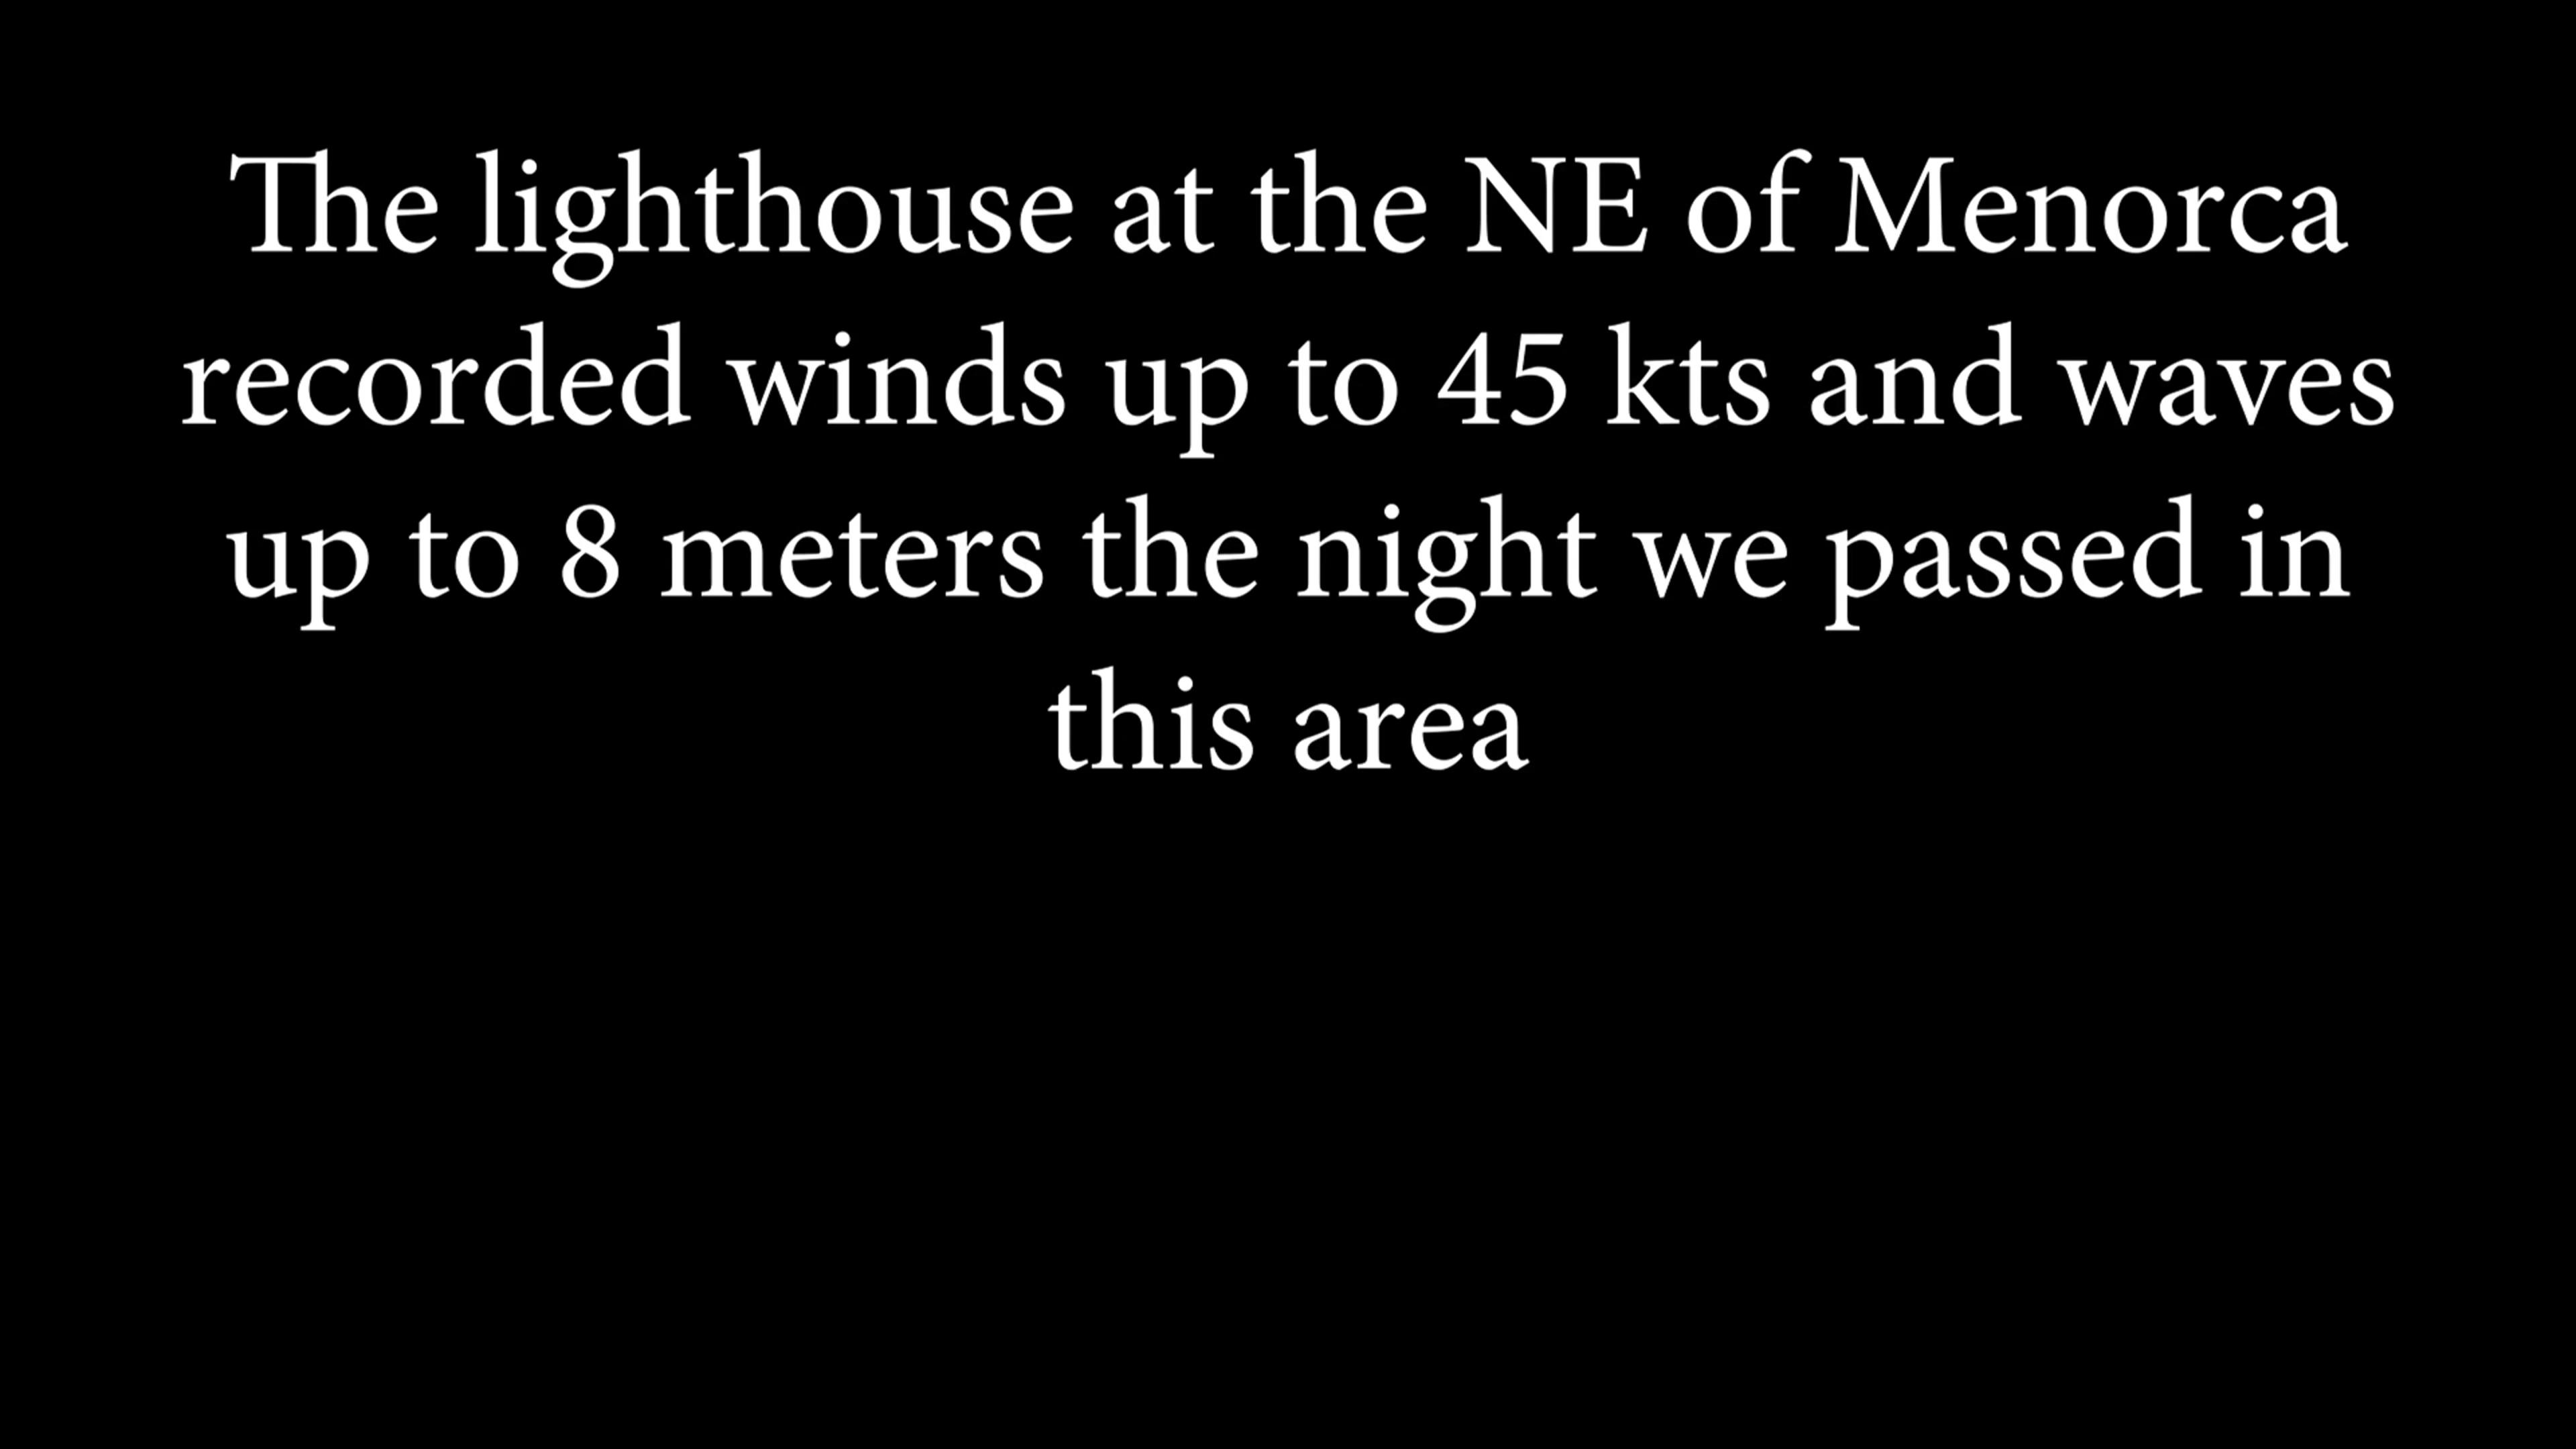 The lighthouse at the NE of Menorca
recorded winds up to 45 kts and waves
up to 8 meters the night we passed in
this area